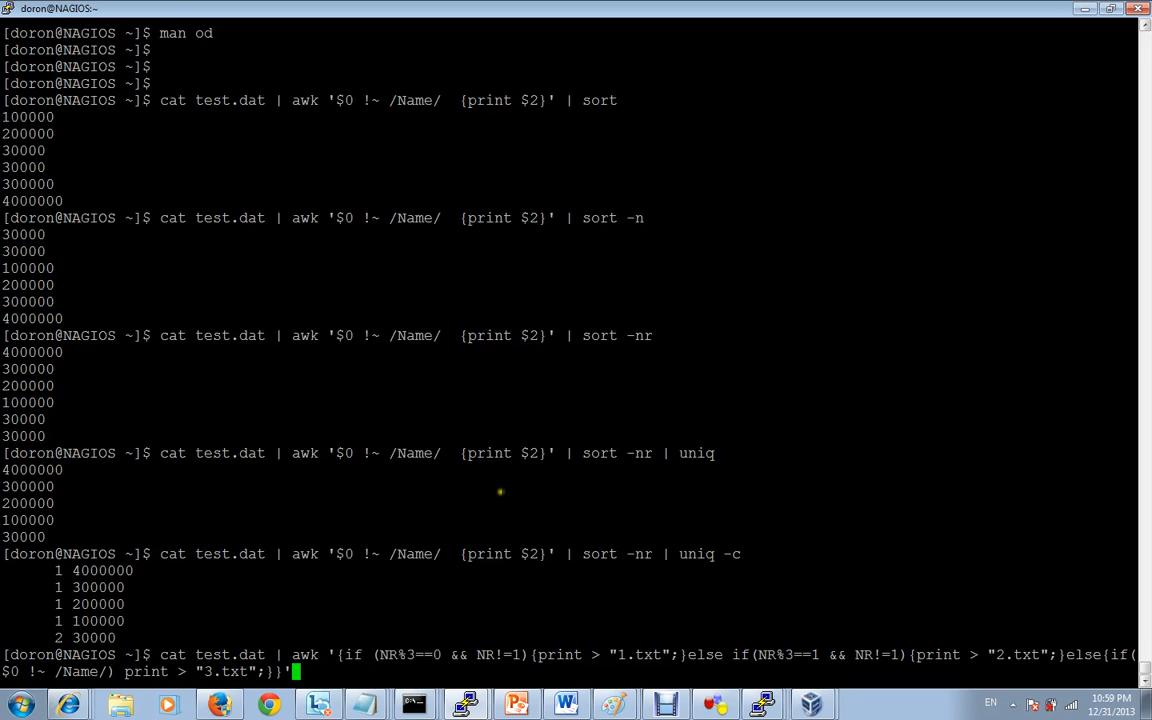 doron@NAGIOS:~
[doron@NAGIOS ~]$ man od
[doron@NAGIOS ~]$
[doron@NAGIOS ~]$
[doron@NAGIOS ~]$
[doron@NAGIOS ~]$ cat test.dat | awk '$0 !~ /Name/  {print $2}' | sort
100000
200000
30000
30000
300000
4000000
[doron@NAGIOS ~]$ cat test.dat | awk '$0 !~ /Name/  {print $2}' | sort -n
30000
30000
100000
200000
300000
4000000
[doron@NAGIOS ~]$ cat test.dat | awk '$0 !~ /Name/  {print $2}' | sort -nr
4000000
300000
200000
100000
30000
30000
[doron@NAGIOS ~]$ cat test.dat | awk '$0 !~ /Name/  {print $2}' | sort -nr | uniq
4000000
300000
200000
100000
30000
[doron@NAGIOS ~]$ cat test.dat | awk '$0 !~ /Name/  {print $2}' | sort -nr | uniq -c
1 4000000
1 300000
1 200000
1 100000
2 30000
[doron@NAGIOS ~]$ cat test.dat | awk '{if (NR%3==0 && NR!=1){print > "1.txt";}else if(NR%3==1 && NR!=1){print > "2.txt";}else{if(
$0 !~ /Name/) print > "3.txt";}}'
EN
10:59 PM
12/31/2013